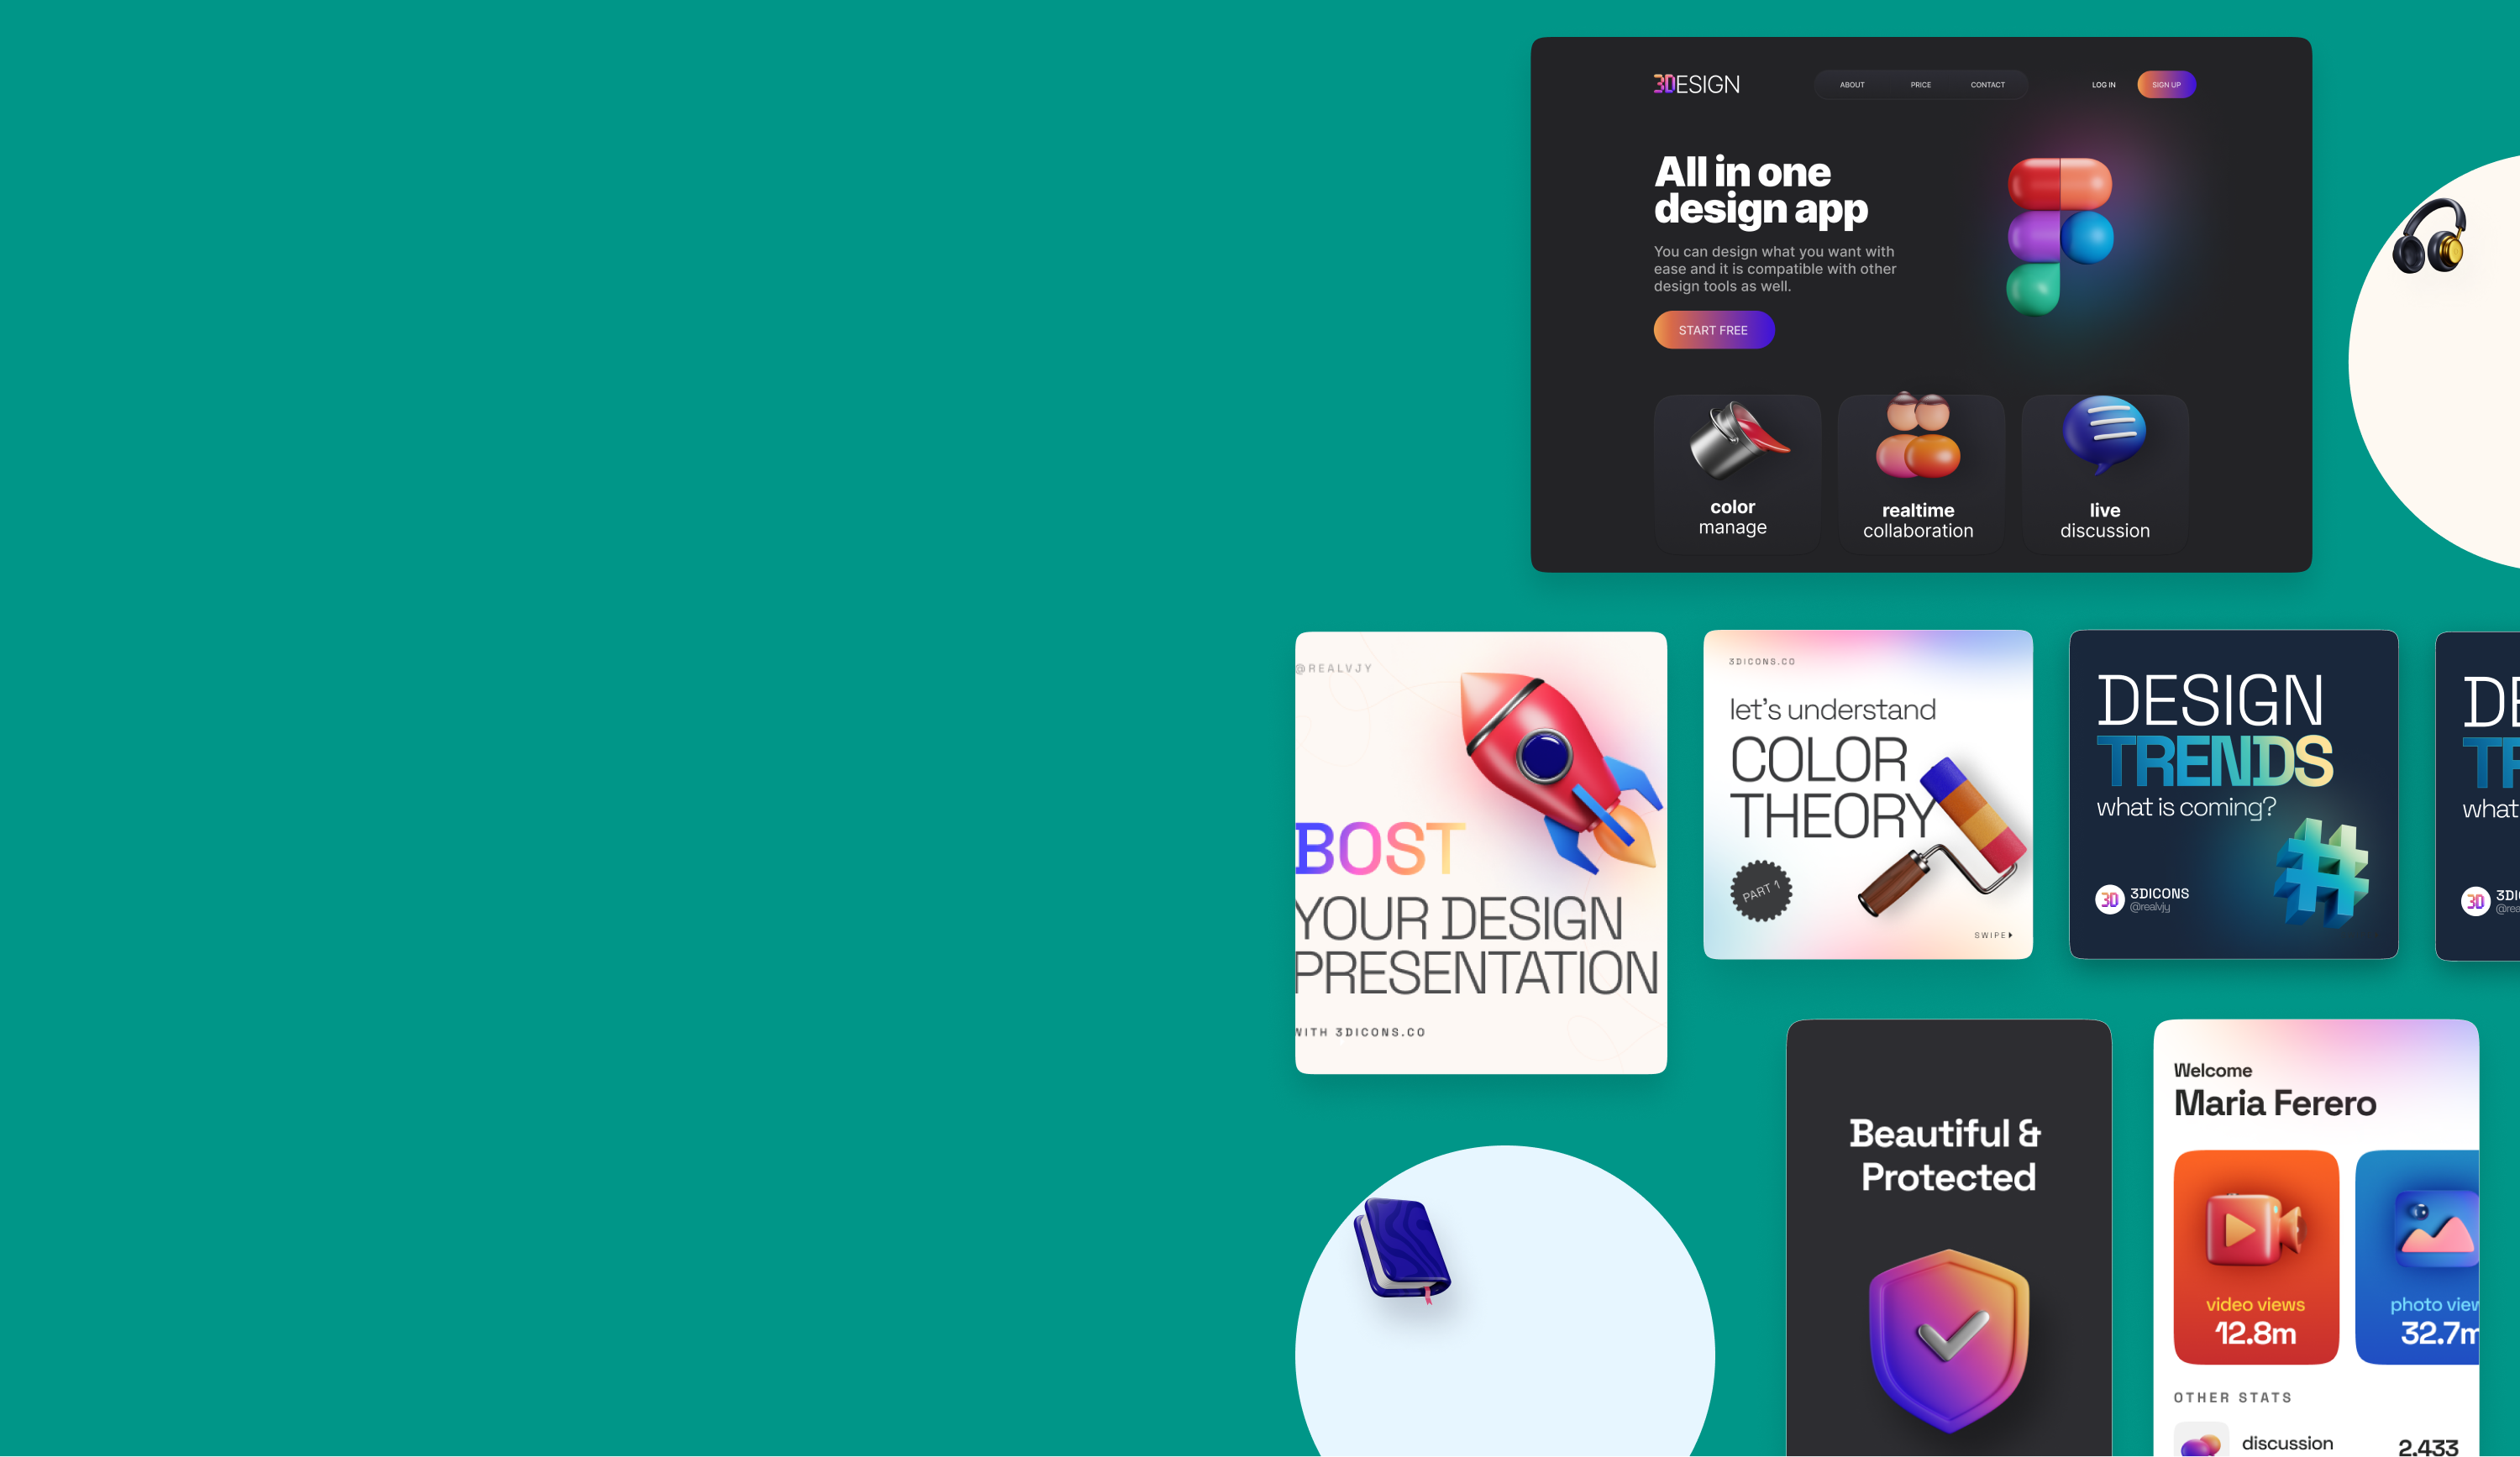 3DESIGN
ABOUT PRICE CONTACT
LOG IN
SIGN UP
All in one
design app
You can design what you want with
ease and it is compatible with other
design tools as well.
START FREE
color
manage
realtime
collaboration
live
discussion
@REALVJY
BOST
YOUR DESIGN
PRESENTATION
WITH 3DICONS.CO
3DICONS.CO
let's understand
COLOR
THEORY
PART 1
SWIPE
DESIGN
TRENDS
what is coming?
3D
3DICONS
@realvjy
DE
TR
what
3D
3DI
@rea
Beautiful &
Protected
Welcome
Maria Ferero
video views
12.8m
photo view
32.7m
OTHER STATS
discussion
2,433